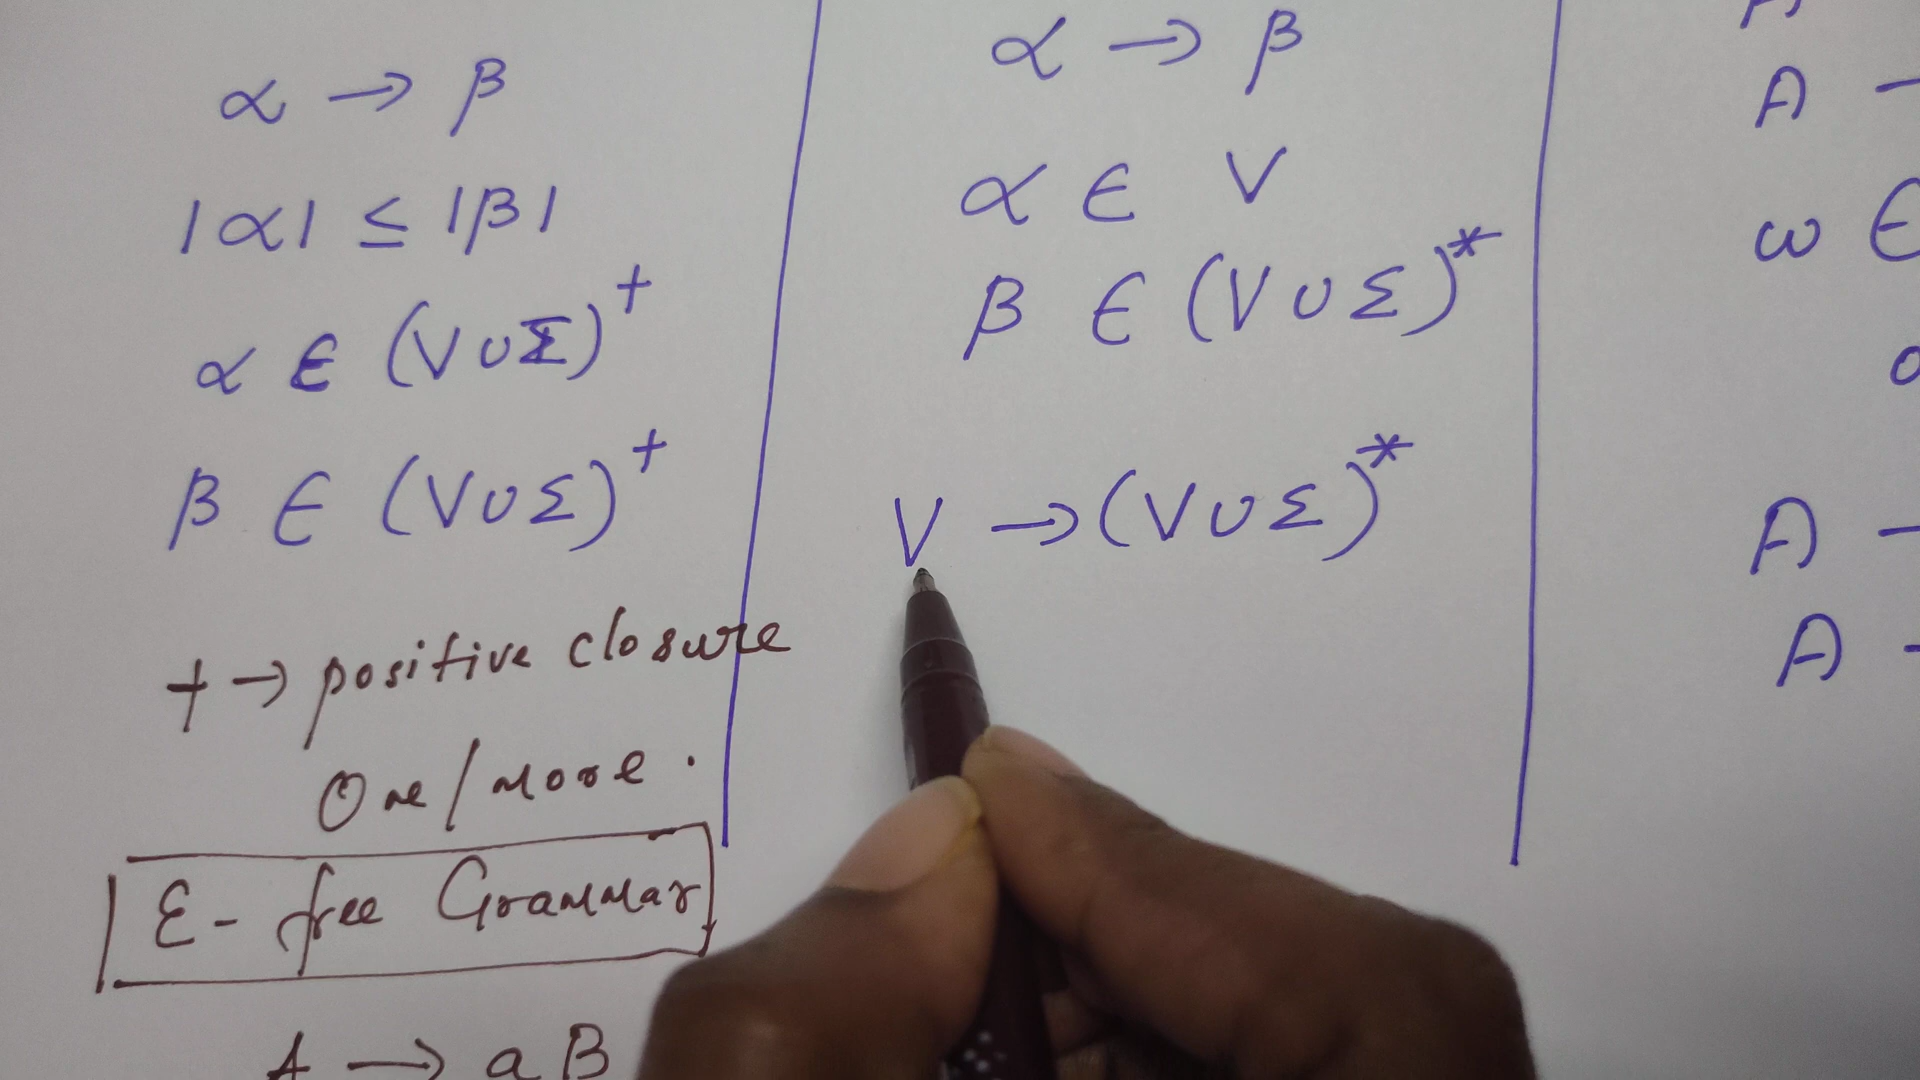 α → β
|α| ≤ |β|
α ∈ (V ∪ Σ)⁺
β ∈ (V ∪ Σ)⁺
+ → positive closure
One/more.
ε- free Grammar
A → aB
α → β
α ∈ V
β ∈ (V ∪ Σ)*
V → (V ∪ Σ)*
A
A -
ω ∈
A -
A -